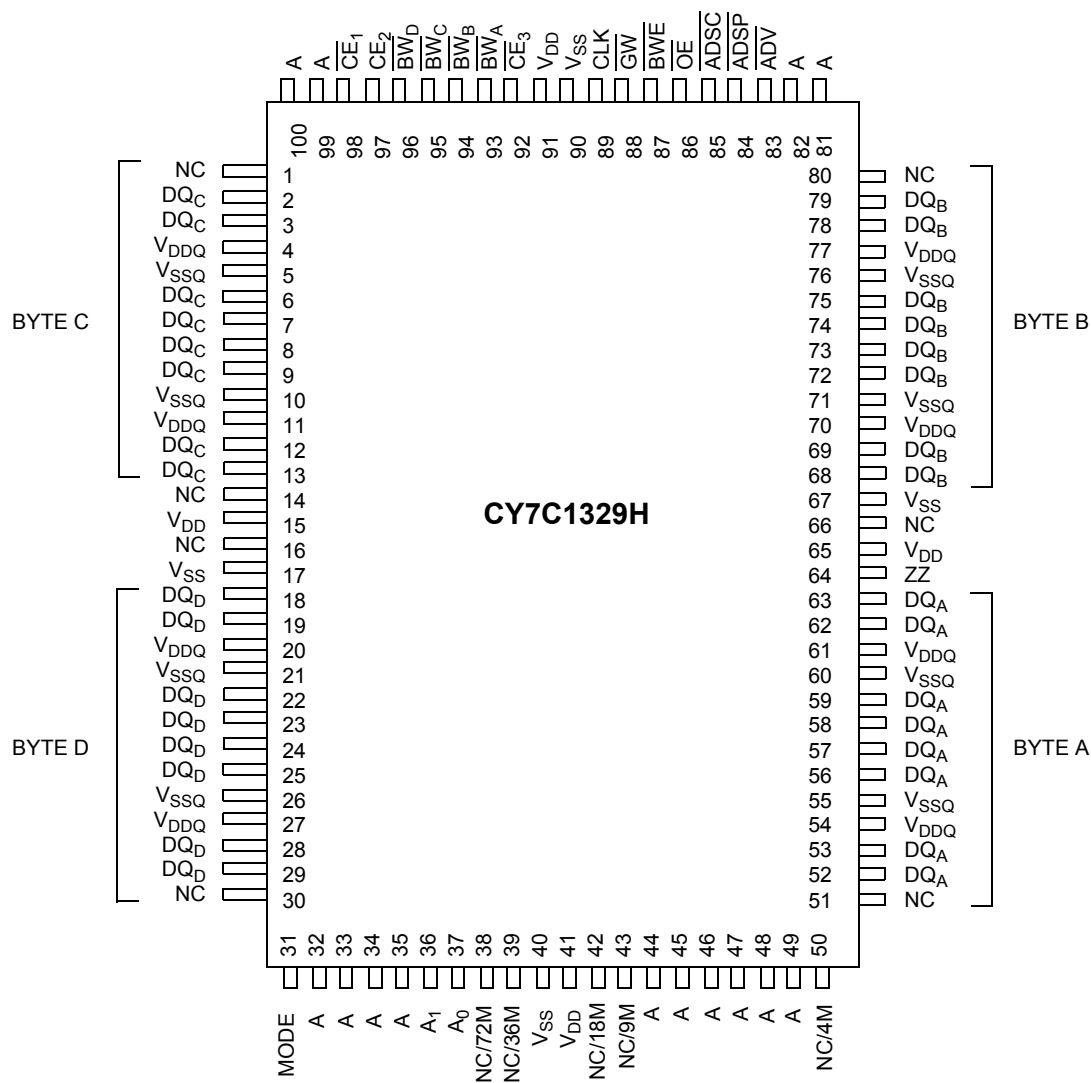 A A CE1 CE2 BWD BWC BWB BWA CE3 VDD VSS CLK GW BWE OE ADSC ADSP ADV A A
100 99 98 97 96 95 94 93 92 91 90 89 88 87 86 85 84 83 82 81
NC 1 80 NC
DQC 2 79 DQB
DQC 3 78 DQB
VDDQ 4 77 VDDQ
VSSQ 5 76 VSSQ
DQC 6 75 DQB
BYTE C DQC 7 74 DQB BYTE B
DQC 8 73 DQB
DQC 9 72 DQB
VSSQ 10 71 VSSQ
VDDQ 11 70 VDDQ
DQC 12 69 DQB
DQC 13 68 DQB
NC 14 67 VSS
CY7C1329H
VDD 15 66 NC
NC 16 65 VDD
VSS 17 64 ZZ
DQD 18 63 DQA
DQD 19 62 DQA
VDDQ 20 61 VDDQ
VSSQ 21 60 VSSQ
DQD 22 59 DQA
DQD 23 58 DQA
BYTE D DQD 24 57 DQA BYTE A
DQD 25 56 DQA
VSSQ 26 55 VSSQ
VDDQ 27 54 VDDQ
DQD 28 53 DQA
DQD 29 52 DQA
NC 30 51 NC
31 32 33 34 35 36 37 38 39 40 41 42 43 44 45 46 47 48 49 50
MODE A A A A A1 A0 NC/72M NC/36M VSS VDD NC/18M NC/9M A A A A A A NC/4M